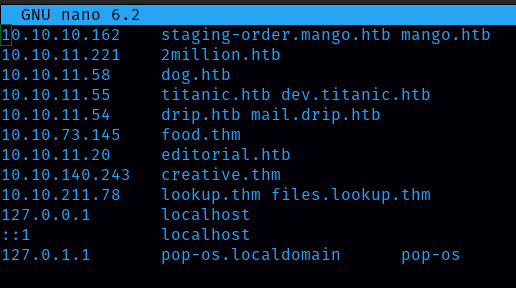 GNU nano 6.2
10.10.10.162 staging-order.mango.htb mango.htb
10.10.11.221 2million.htb
10.10.11.58 dog.htb
10.10.11.55 titanic.htb dev.titanic.htb
10.10.11.54 drip.htb mail.drip.htb
10.10.73.145 food.thm
10.10.11.20 editorial.htb
10.10.140.243 creative.thm
10.10.211.78 lookup.thm files.lookup.thm
127.0.0.1 localhost
::1 localhost
127.0.1.1 pop-os.localdomain pop-os